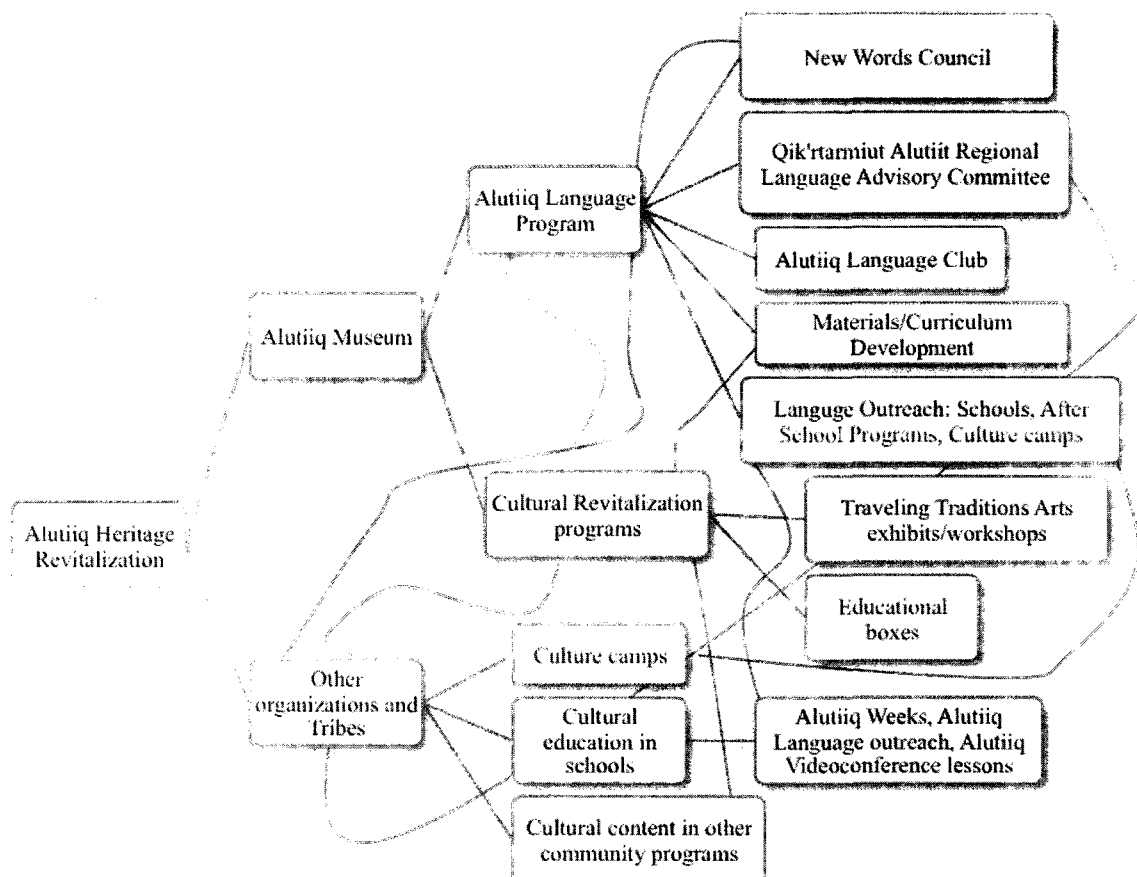 New Words Council
Qik'rtarmiut Alutiit Regional
Language Advisory Committee
Alutiiq Language
Program
Alutiiq Language Club
Alutiiq Museum
Materials/Curriculum
Development
Languge Outreach: Schools, After
School Programs, Culture camps
Cultural Revitalization
programs
Traveling Traditions Arts
exhibits/workshops
Alutiiq Heritage
Revitalization
Educational
boxes
Culture camps
Other
organizations and
Tribes
Cultural
education in
schools
Alutiiq Weeks, Alutiiq
Language outreach, Alutiiq
Videoconference lessons
Cultural content in other
community programs